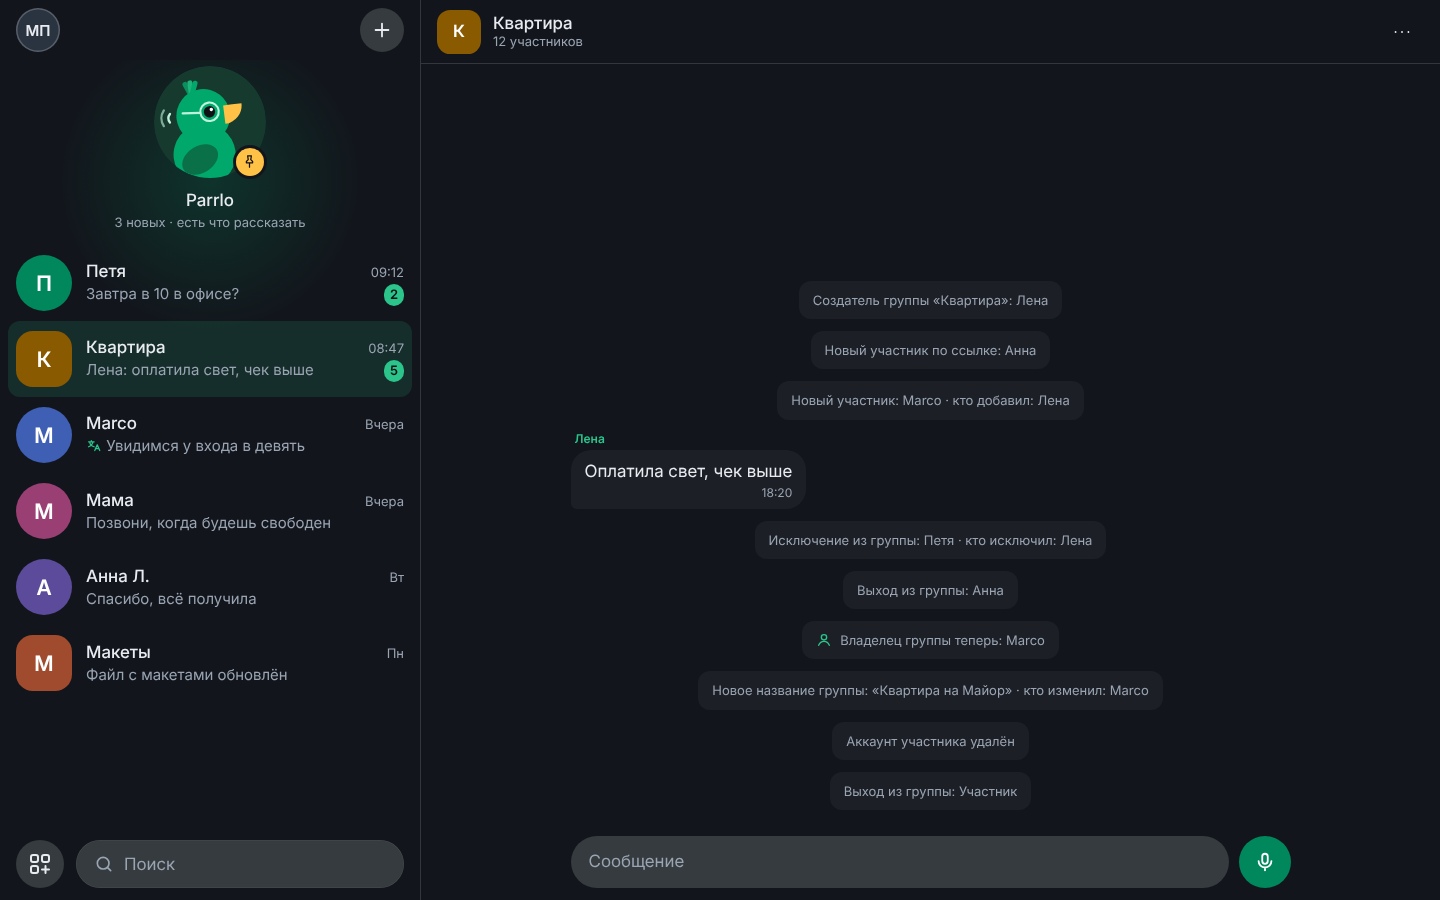 МП
Parrlo
3 новых · есть что рассказать
П
Петя
09:12
Завтра в 10 в офисе?
2
К
Квартира
08:47
Лена: оплатила свет, чек выше
5
M
Marco
Вчера
Увидимся у входа в девять
М
Мама
Вчера
Позвони, когда будешь свободен
А
Анна Л.
Вт
Спасибо, всё получила
М
Макеты
Пн
Файл с макетами обновлён
Поиск
К
Квартира
12 участников
Создатель группы «Квартира»: Лена
Новый участник по ссылке: Анна
Новый участник: Marco · кто добавил: Лена
Лена
Оплатила свет, чек выше
18:20
Исключение из группы: Петя · кто исключил: Лена
Выход из группы: Анна
Владелец группы теперь: Marco
Новое название группы: «Квартира на Майор» · кто изменил: Marco
Аккаунт участника удалён
Выход из группы: Участник
Сообщение